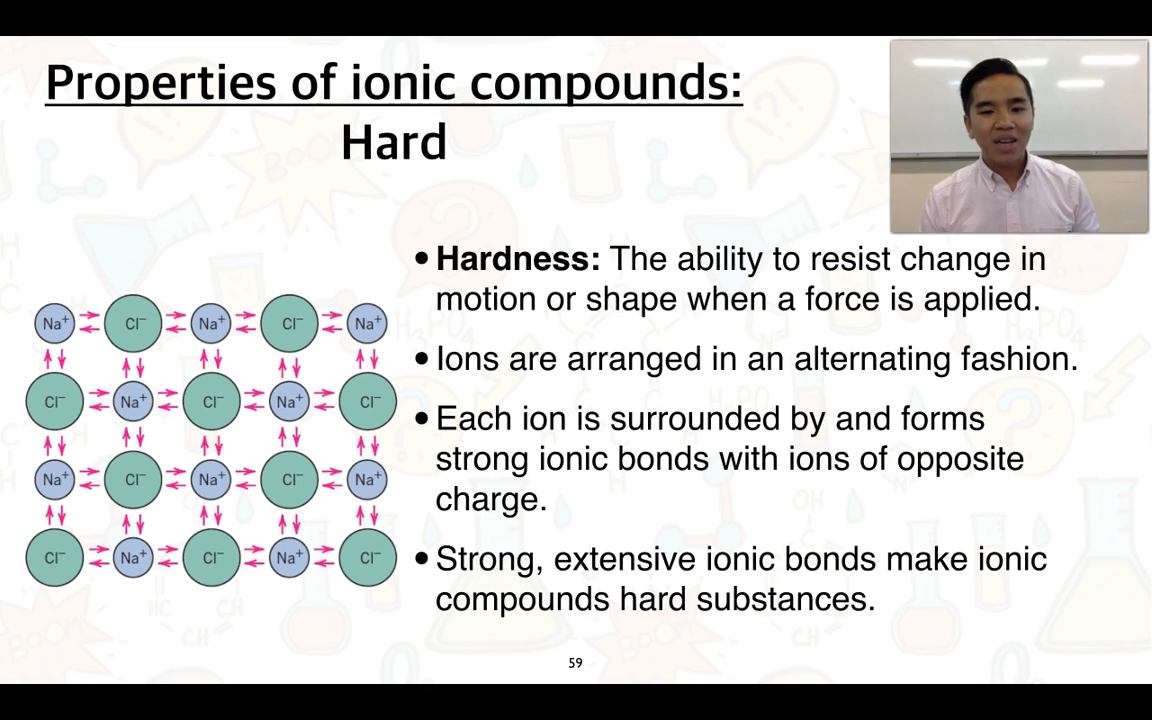 Properties of ionic compounds:
Hard
• Hardness: The ability to resist change in
motion or shape when a force is applied.
• Ions are arranged in an alternating fashion.
• Each ion is surrounded by and forms
strong ionic bonds with ions of opposite
charge.
• Strong, extensive ionic bonds make ionic
compounds hard substances.
Na⁺ Cl⁻ Na⁺ Cl⁻ Na⁺
Cl⁻ Na⁺ Cl⁻ Na⁺ Cl⁻
Na⁺ Cl⁻ Na⁺ Cl⁻ Na⁺
Cl⁻ Na⁺ Cl⁻ Na⁺ Cl⁻
59